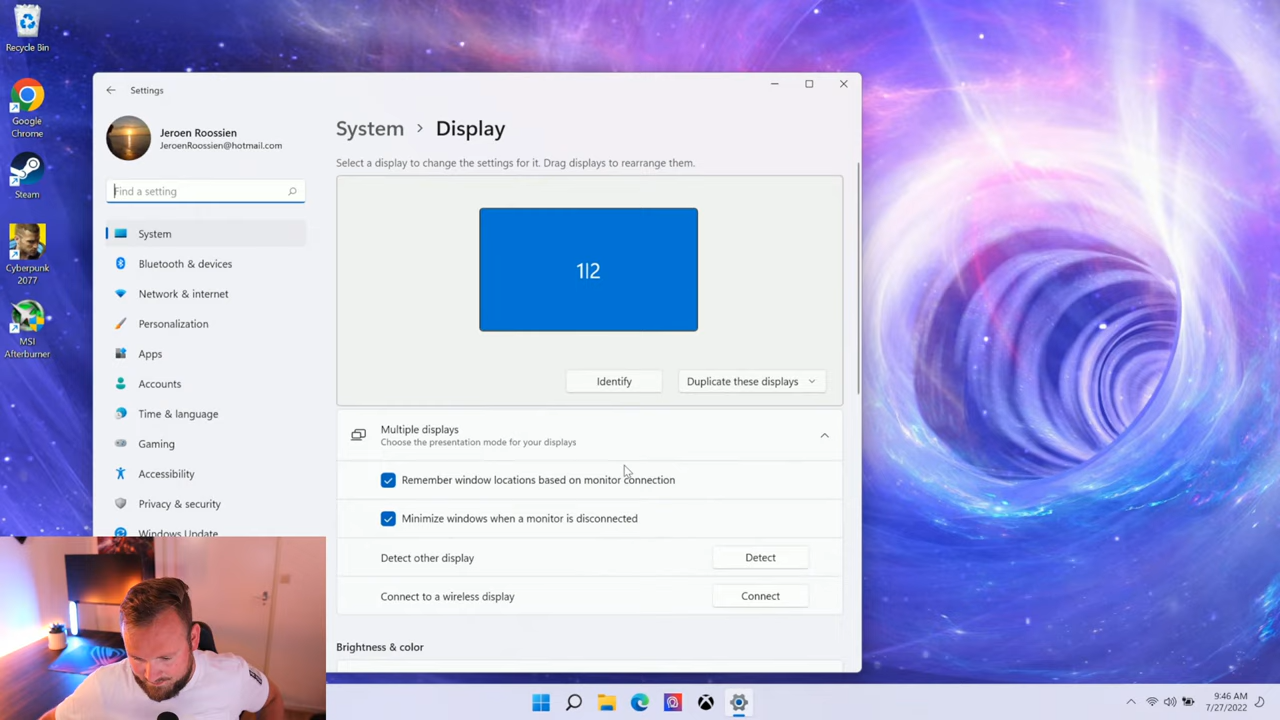 Recycle Bin
Google
Chrome
Steam
Cyberpunk
2077
MSI
Afterburner
Settings
Jeroen Roossien
JeroenRoossien@hotmail.com
Find a setting
System
Bluetooth & devices
Network & internet
Personalization
Apps
Accounts
Time & language
Gaming
Accessibility
Privacy & security
Windows Update
System > Display
Select a display to change the settings for it. Drag displays to rearrange them.
1|2
Identify
Duplicate these displays
Multiple displays
Choose the presentation mode for your displays
Remember window locations based on monitor connection
Minimize windows when a monitor is disconnected
Detect other display
Detect
Connect to a wireless display
Connect
Brightness & color
9:46 AM
7/27/2022